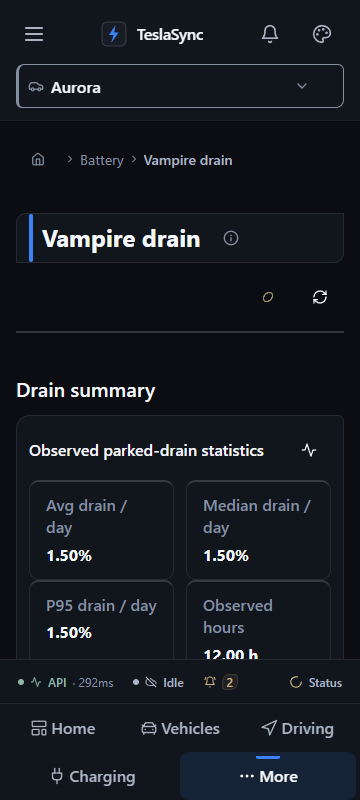 TeslaSync
Aurora
Battery
Vampire drain
Vampire drain
Drain summary
Observed parked-drain statistics
Avg drain /
day
1.50%
Median drain /
day
1.50%
P95 drain / day
1.50%
Observed
hours
12.00 h
API · 292ms
Idle
2
Status
Home
Vehicles
Driving
Charging
More